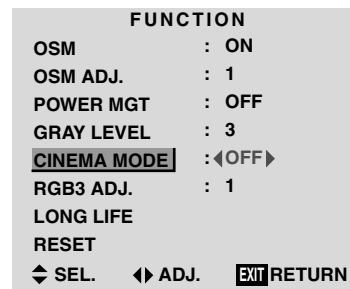 FUNCTION
OSM : ON
OSM ADJ. : 1
POWER MGT : OFF
GRAY LEVEL : 3
CINEMA MODE : OFF
RGB3 ADJ. : 1
LONG LIFE
RESET
SEL. ADJ. EXIT RETURN